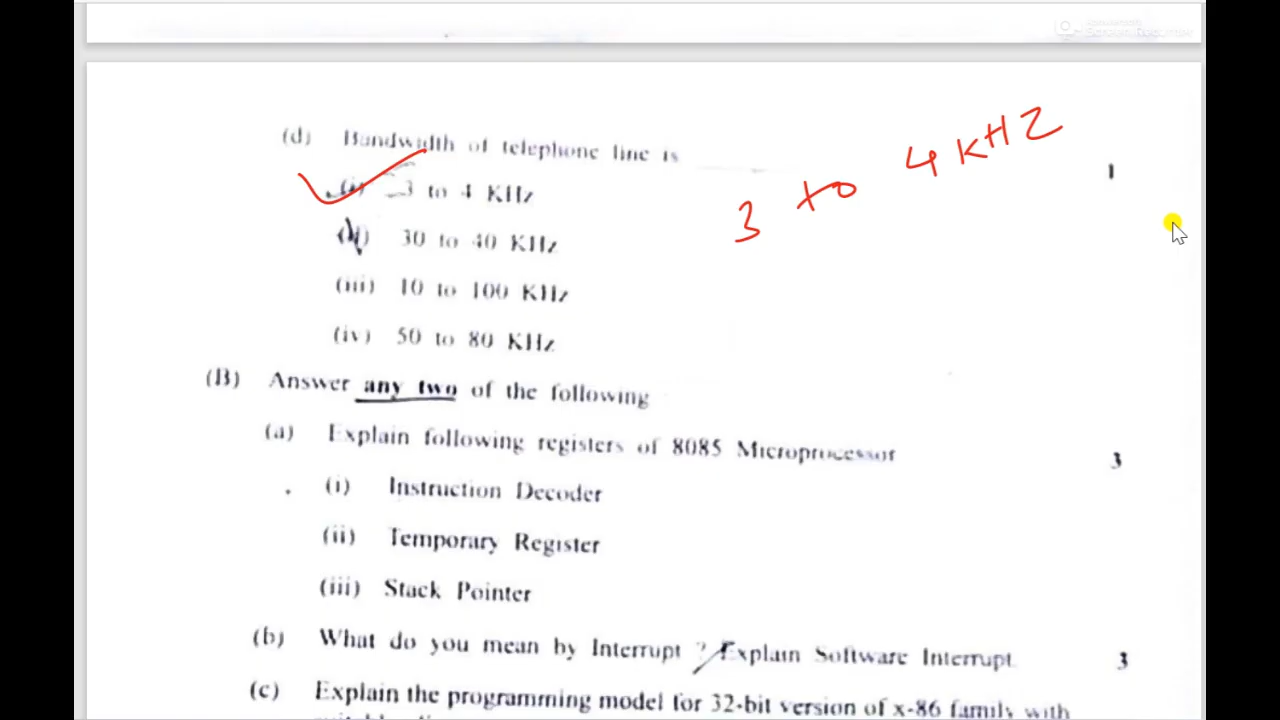 Screen Recorder
(d) Bandwidth of telephone line is
3 to 4 KHz
1
(i) 3 to 4 KHz
(ii) 30 to 40 KHz
(iii) 10 to 100 KHz
(iv) 50 to 80 KHz
(B) Answer any two of the following
(a) Explain following registers of 8085 Microprocessor 3
(i) Instruction Decoder
(ii) Temporary Register
(iii) Stack Pointer
(b) What do you mean by Interrupt ? Explain Software Interrupt 3
(c) Explain the programming model for 32-bit version of x-86 family with